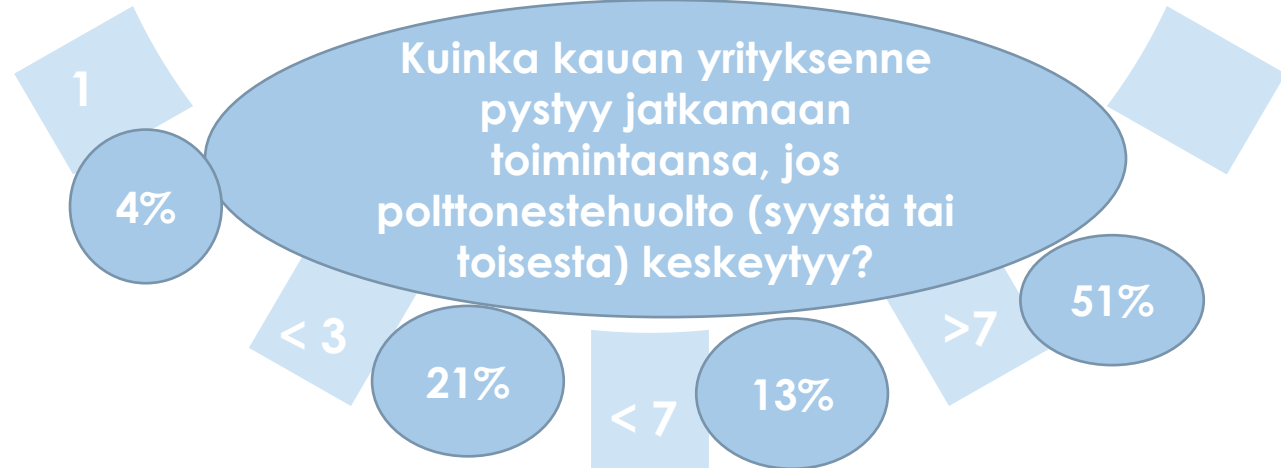 Kuinka kauan yrityksenne
pystyy jatkamaan
toimintaansa, jos
polttonestehuolto (syystä tai
toisesta) keskeytyy?
1
4%
< 3
21%
< 7
13%
>7
51%